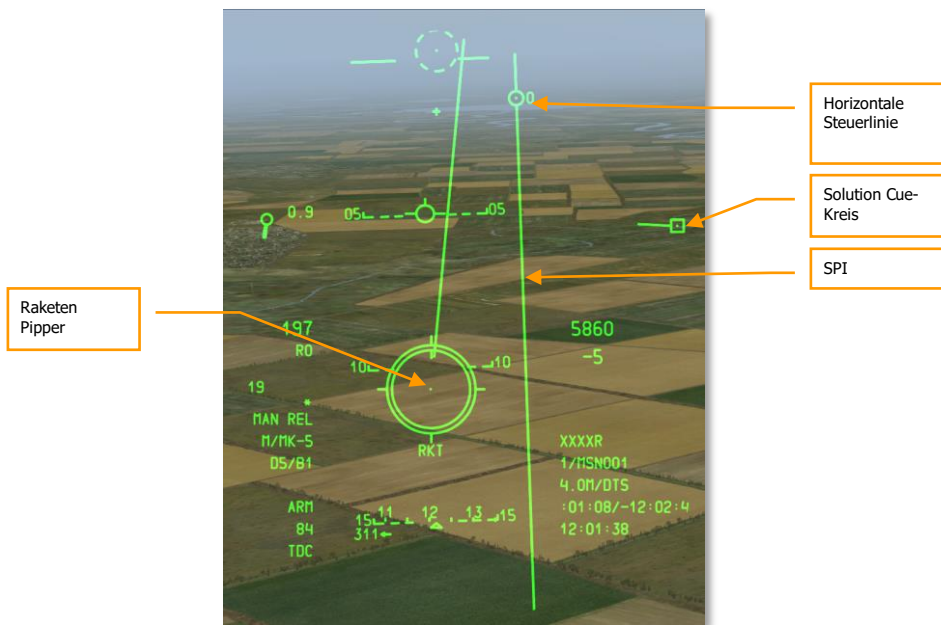 0
Horizontale
Steuerlinie
0.9
05
05
Solution Cue-
Kreis
SPI
Raketen
Pipper
197
5860
RO
-5
10
10
19
*
MAN REL
M/MK-5
D5/B1
RKT
XXXXR
1/MSN001
4.0M/DTS
:01:08/-12:02:4
12:01:38
ARM
84
TDC
15 11 12 13 15
311←